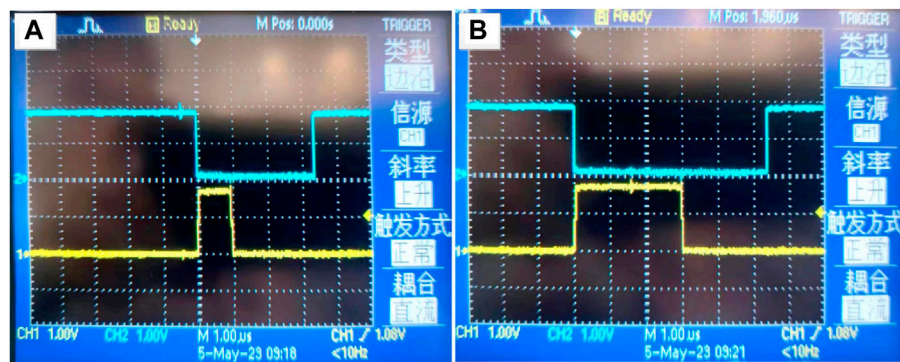 A
Ready
M Pos: 0.000s
TRIGGER
类型
边沿
信源
CH1
斜率
上升
触发方式
正常
耦合
直流
2
1
CH1 1.00V
CH2 1.00V
M 1.00us
CH1
1.08V
5-May-23 09:18
<10Hz
B
Ready
M Pos: 1.960us
TRIGGER
类型
边沿
信源
CH1
斜率
上升
触发方式
正常
耦合
直流
2
1
CH1 1.00V
CH2 1.00V
M 1.00us
CH1
1.08V
5-May-23 09:21
<10Hz